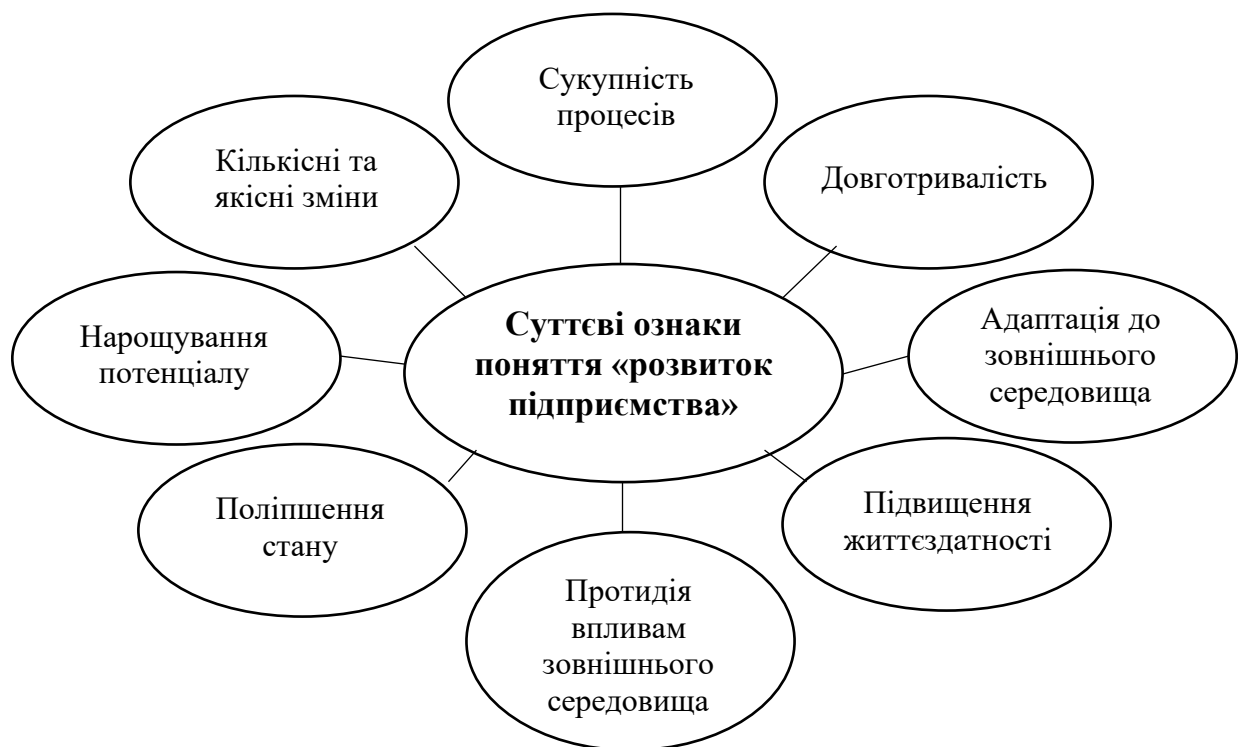 Сукупність
процесів
Кількісні та
якісні зміни
Довготривалість
Нарощування
потенціалу
Суттєві ознаки
поняття «розвиток
підприємства»
Адаптація до
зовнішнього
середовища
Поліпшення
стану
Підвищення
життєздатності
Протидія
впливам
зовнішнього
середовища